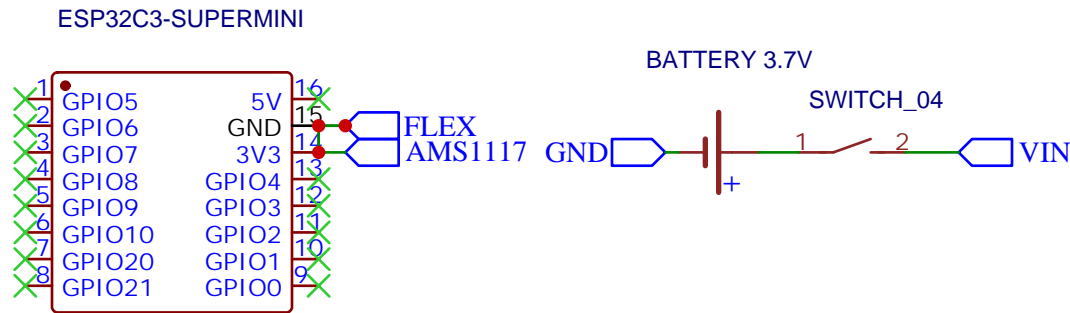 ESP32C3-SUPERMINI
BATTERY 3.7V
SWITCH_04
1 GPIO5 5V 16
2 GPIO6 GND 15 FLEX
3 GPIO7 3V3 14 AMS1117 GND + 1 2 VIN
4 GPIO8 GPIO4 13
5 GPIO9 GPIO3 12
6 GPIO10 GPIO2 11
7 GPIO20 GPIO1 10
8 GPIO21 GPIO0 9